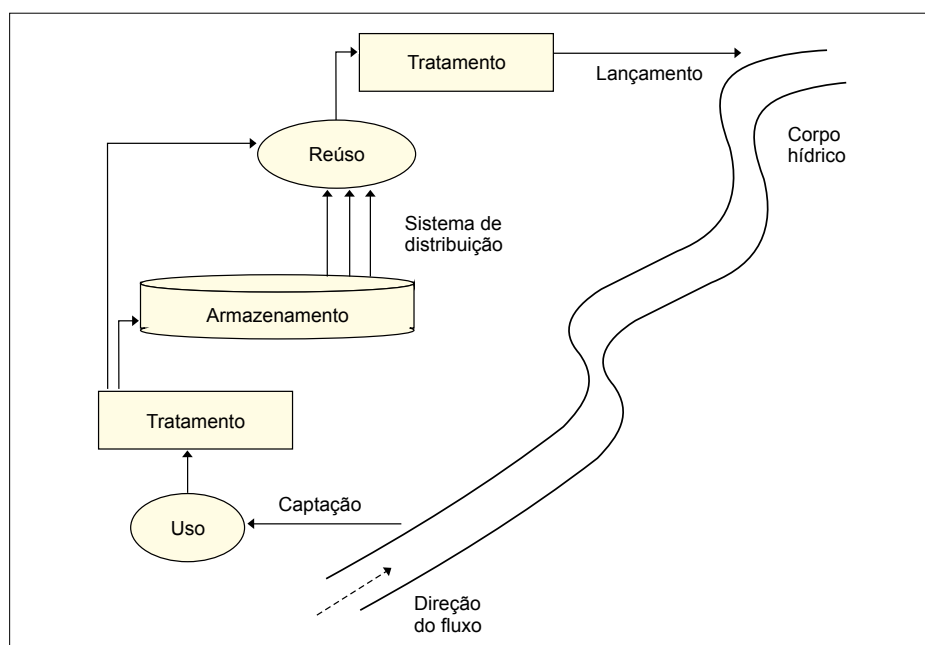 Tratamento
Lançamento
Corpo
hídrico
Reúso
Sistema de
distribuição
Armazenamento
Tratamento
Captação
Uso
Direção
do fluxo